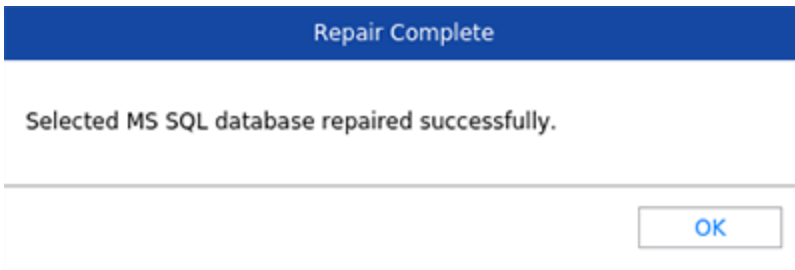 Repair Complete
Selected MS SQL database repaired successfully.
OK